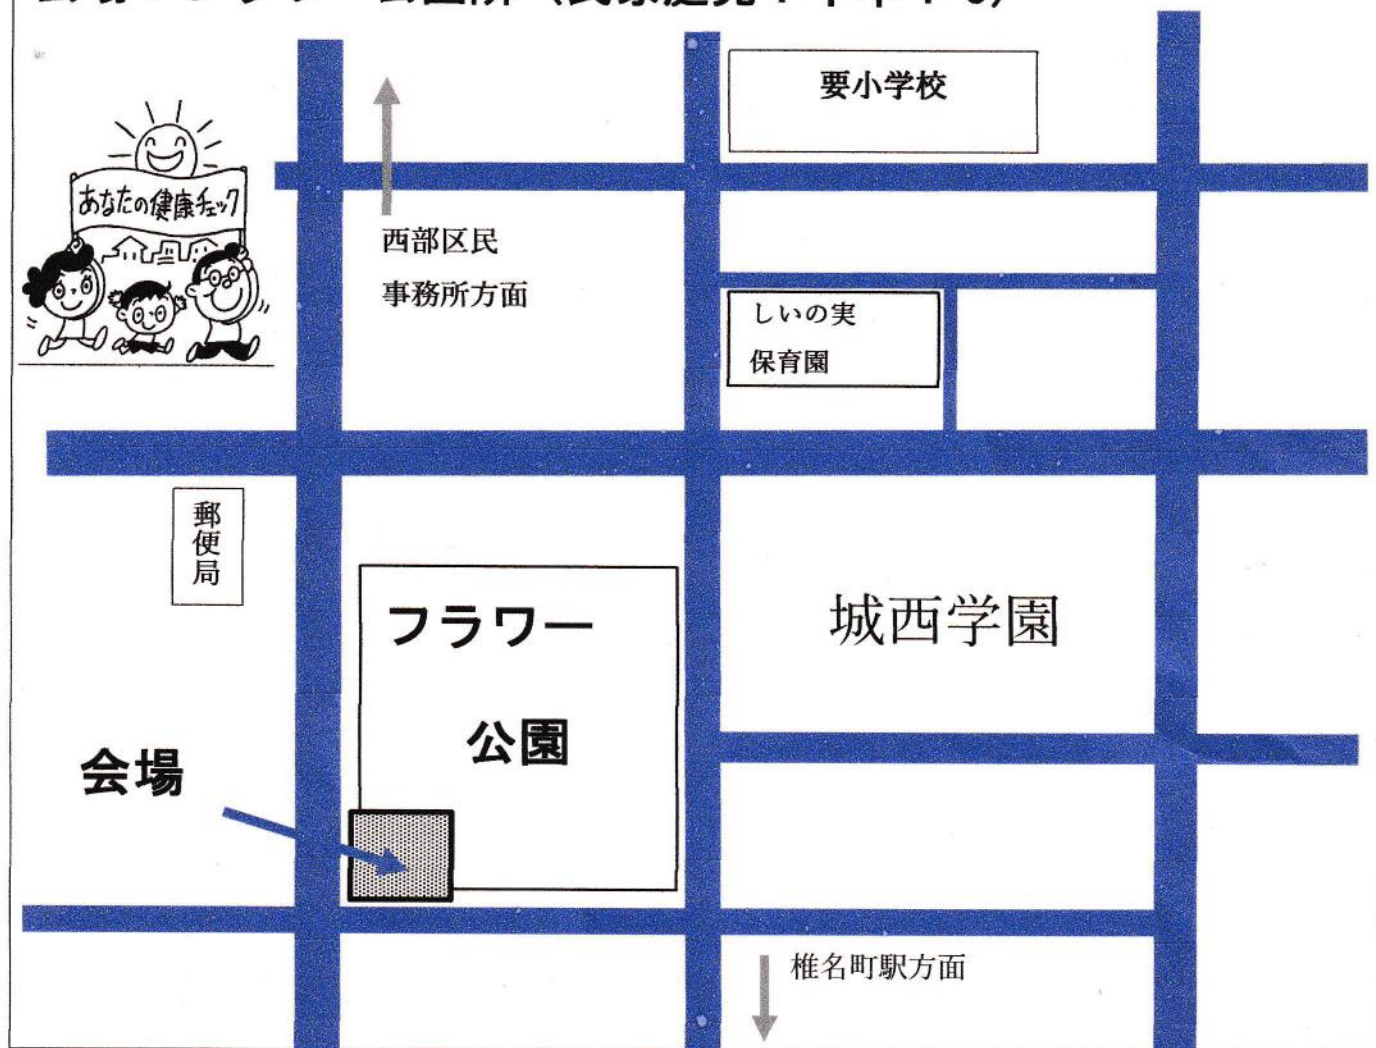 要小学校
あなたの健康チェック
西部区民
事務所方面
しいの実
保育園
郵便局
フラワー
公園
城西学園
会場
椎名町駅方面